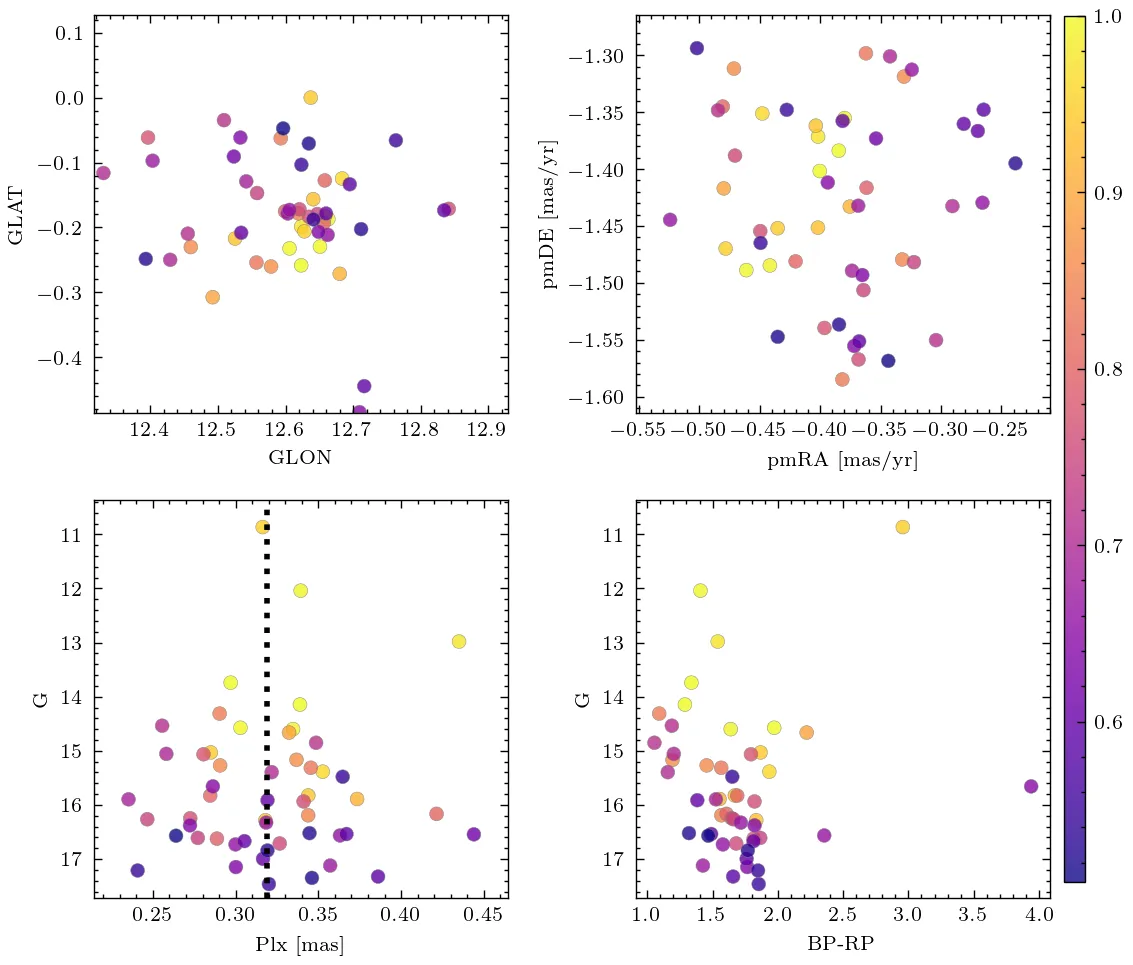 0.1
0.0
−0.1
−0.2
−0.3
−0.4
GLAT
12.4 12.5 12.6 12.7 12.8 12.9
GLON
−1.30
−1.35
−1.40
−1.45
−1.50
−1.55
−1.60
pmDE [mas/yr]
−0.55 −0.50 −0.45 −0.40 −0.35 −0.30 −0.25
pmRA [mas/yr]
1.0
0.9
0.8
0.7
0.6
11
12
13
14
15
16
17
G
0.25 0.30 0.35 0.40 0.45
Plx [mas]
11
12
13
14
15
16
17
G
1.0 1.5 2.0 2.5 3.0 3.5 4.0
BP-RP